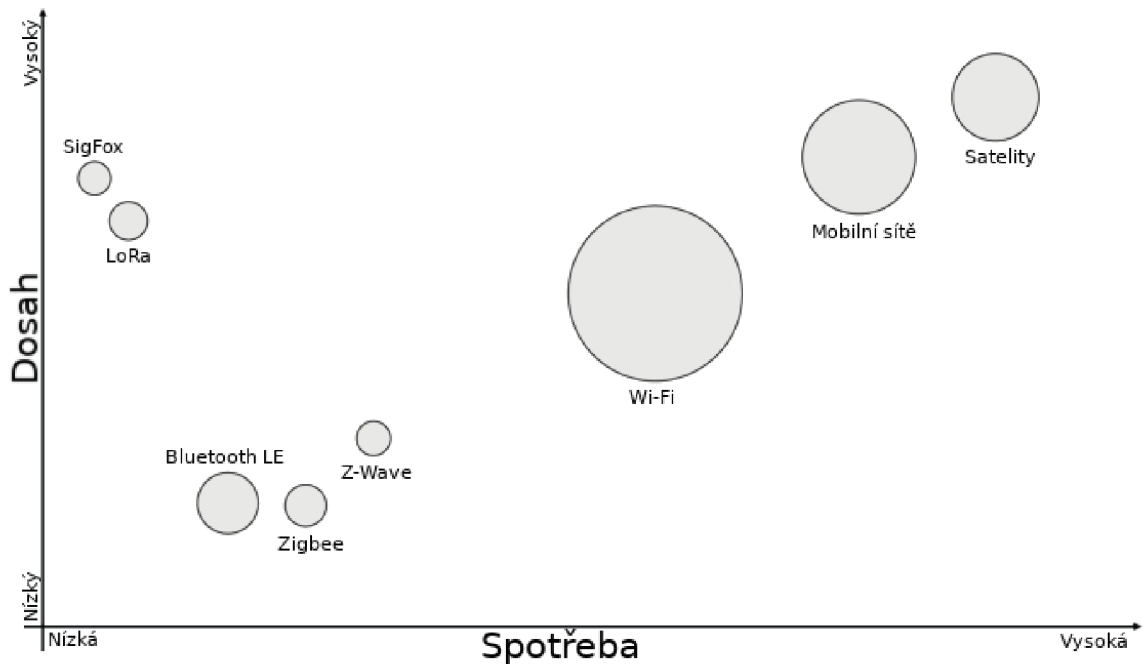 Vysoký
SigFox
Satelity
Mobilní sítě
LoRa
Dosah
Wi-Fi
Bluetooth LE
Z-Wave
Zigbee
Nízký
Nízká
Spotřeba
Vysoká